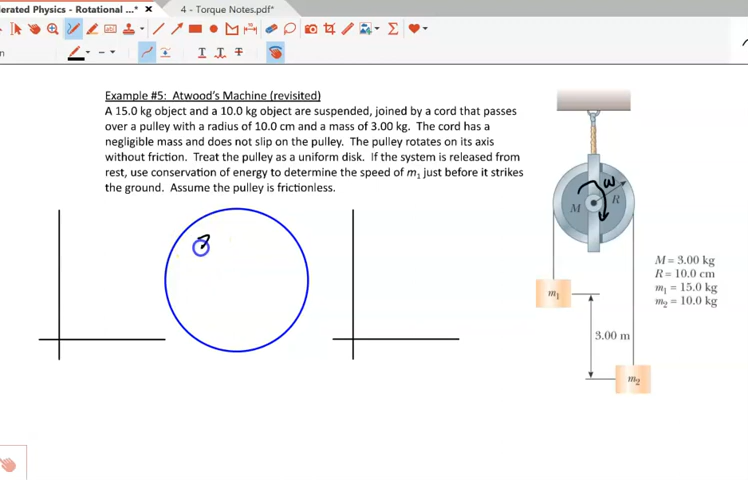 erated Physics - Rotational ...* ×
4 - Torque Notes.pdf*
Example #5: Atwood's Machine (revisited)
A 15.0 kg object and a 10.0 kg object are suspended, joined by a cord that passes
over a pulley with a radius of 10.0 cm and a mass of 3.00 kg. The cord has a
negligible mass and does not slip on the pulley. The pulley rotates on its axis
without friction. Treat the pulley as a uniform disk. If the system is released from
rest, use conservation of energy to determine the speed of m₁ just before it strikes
the ground. Assume the pulley is frictionless.
ω
M
R
M = 3.00 kg
R = 10.0 cm
m₁ = 15.0 kg
m₂ = 10.0 kg
m₁
3.00 m
m₂